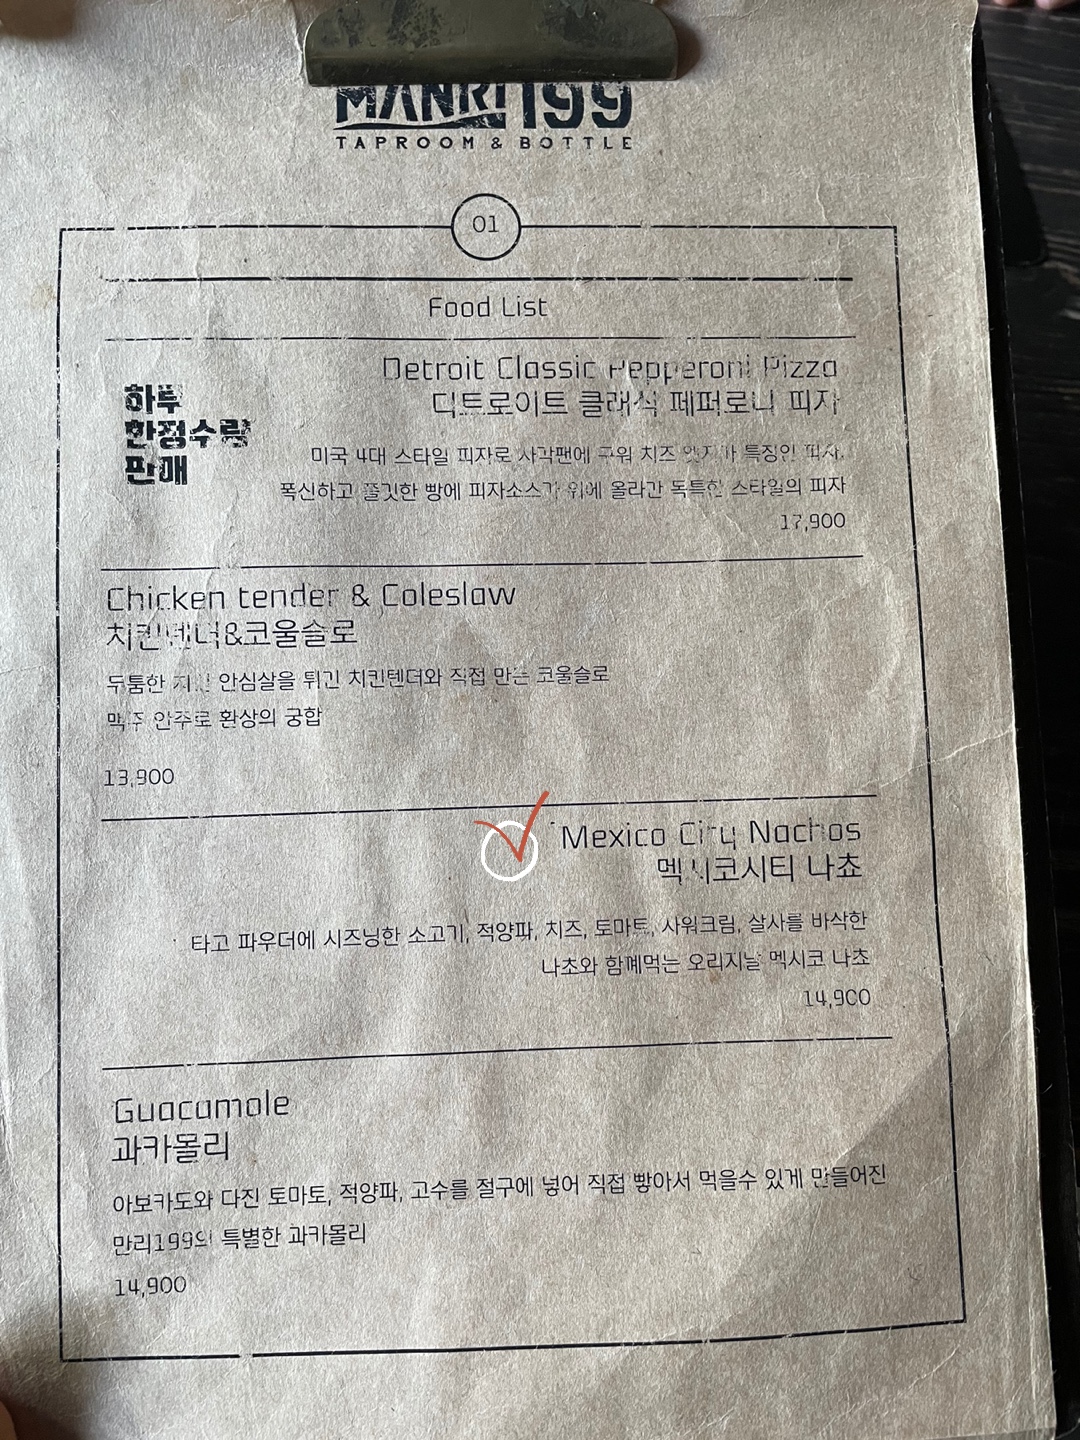 MANRI 199
TAPROOM & BOTTLE
01
Food List
Detroit Classic Pepperoni Pizza
디트로이트 클래식 페퍼로니 피자
하루
한정수량
판매
미국 4대 스타일 피자로 사각팬에 구워 치즈 엣지가 특징인 피자.
폭신하고 쫄깃한 빵에 피자소스가 위에 올라간 독특한 스타일의 피자
17,900
Chicken tender & Coleslaw
치킨텐더&코울슬로
두툼한 안심살을 튀긴 치킨텐더와 직접 만든 코울슬로
맥주 안주로 환상의 궁합
13,900
Mexico City Nachos
멕시코시티 나쵸
타고 파우더에 시즈닝한 소고기, 적양파, 치즈, 토마트, 사워크림, 살사를 바삭한
나쵸와 함께먹는 오리지날 멕시코 나쵸
14,900
Guacamole
과카몰리
아보카도와 다진 토마토, 적양파, 고수를 절구에 넣어 직접 빻아서 먹을수 있게 만들어진
만리199의 특별한 과카몰리
14,900